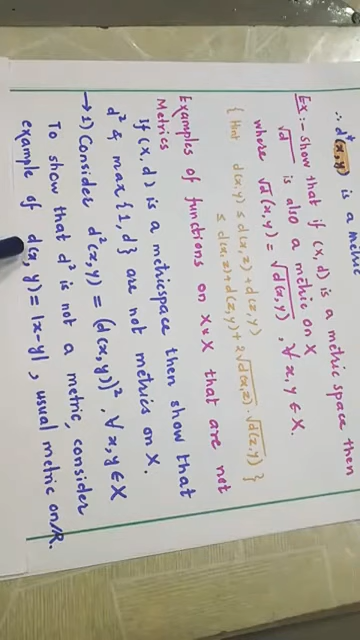 ∴ d*(x,y) is a metric
Ex:- show that if (X,d) is a metric space then
√d is also a metric on X
where √d(x,y) = √d(x,y), ∀ x,y ∈ X.
{ Hint d(x,y) ≤ d(x,z) + d(z,y)
≤ d(x,z) + d(z,y) + 2√d(x,z) . √d(z,y) }
Examples of functions on X×X that are not
Metrics
If (X,d) is a metric space then show that
d² & max{1,d} are not metrics on X.
→ 1) Consider d²(x,y) = (d(x,y))², ∀ x,y ∈ X
To show that d² is not a metric, consider
example of d(x,y) = |x-y|, usual metric on ℝ.